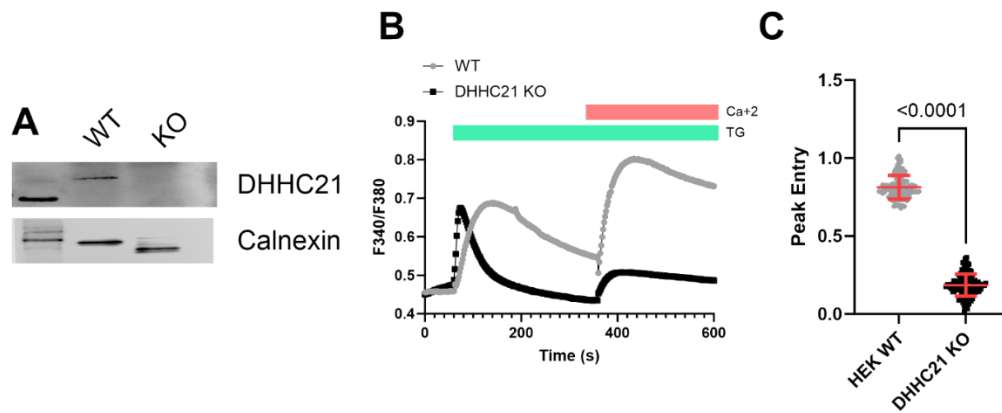 A
WT
KO
DHHC21
Calnexin
B
WT
DHHC21 KO
Ca+2
TG
F340/F380
0.9
0.8
0.7
0.6
0.5
0.4
0
200
400
600
Time (s)
C
<0.0001
Peak Entry
1.5
1.0
0.5
0.0
HEK WT
DHHC21 KO